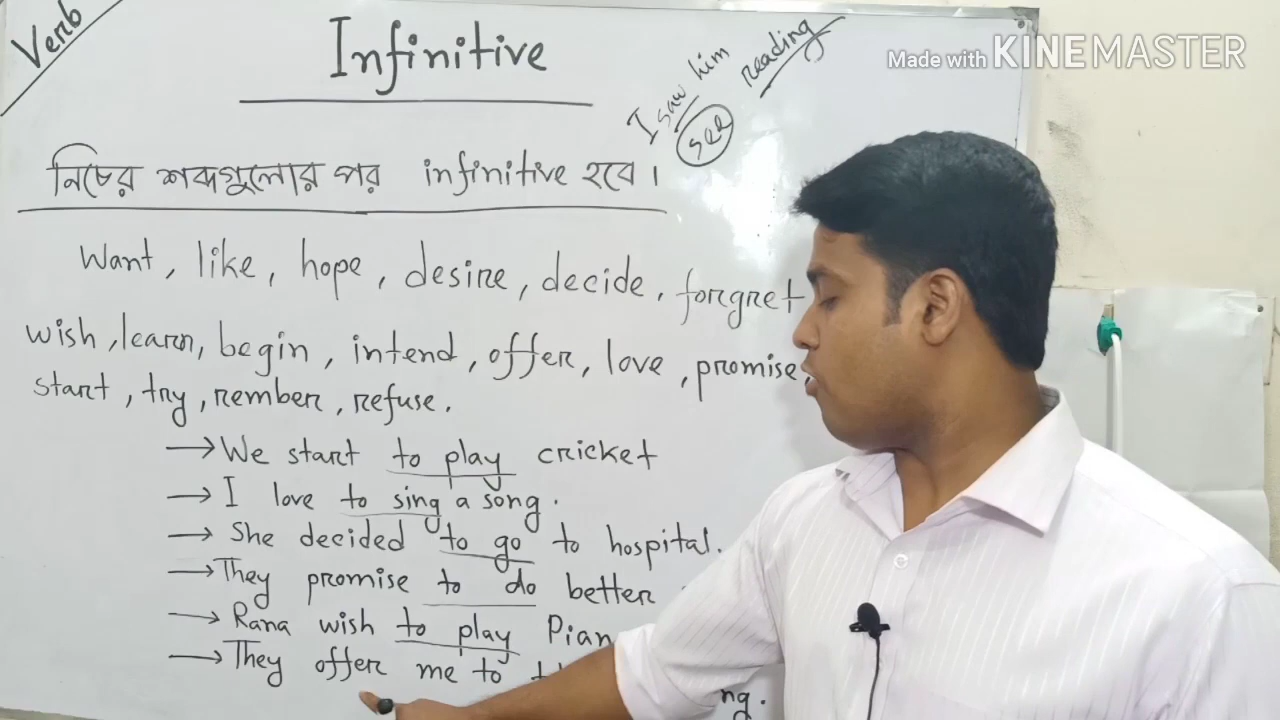 Verb
Infinitive
I saw him reading
see
Made with KINEMASTER
নিচের শব্দগুলোর পর infinitive হবে।
Want, like, hope, desire, decide, forgret
wish, learn, begin, intend, offer, love, promise,
start, try, rember, refuse.
→ We start to play cricket
→ I love to sing a song.
→ She decided to go to hospital.
→ They promise to do better
→ Rana wish to play Pian
→ They offer me to
ng.